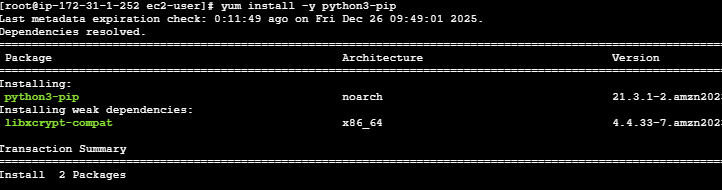 [root@ip-172-31-1-252 ec2-user]# yum install -y python3-pip
Last metadata expiration check: 0:11:49 ago on Fri Dec 26 09:49:01 2025.
Dependencies resolved.
Package Architecture Version
Installing:
python3-pip noarch 21.3.1-2.amzn202
Installing weak dependencies:
libxcrypt-compat x86_64 4.4.33-7.amzn202
Transaction Summary
Install 2 Packages